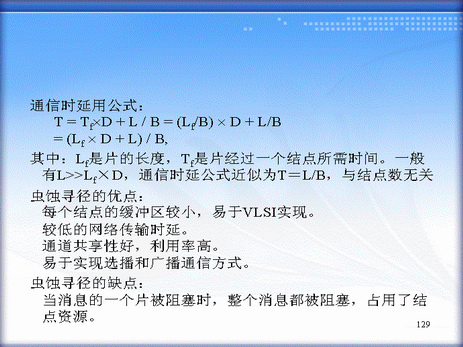 通信时延用公式:
T = Tf×D + L / B = (Lf/B) × D + L/B
= (Lf × D + L) / B,
其中: Lf是片的长度，Tf是片经过一个结点所需时间。一般
有L>>Lf×D，通信时延公式近似为T＝L/B，与结点数无关
虫蚀寻径的优点:
每个结点的缓冲区较小，易于VLSI实现。
较低的网络传输时延。
通道共享性好，利用率高。
易于实现选播和广播通信方式。
虫蚀寻径的缺点:
当消息的一个片被阻塞时，整个消息都被阻塞，占用了结
点资源。
129